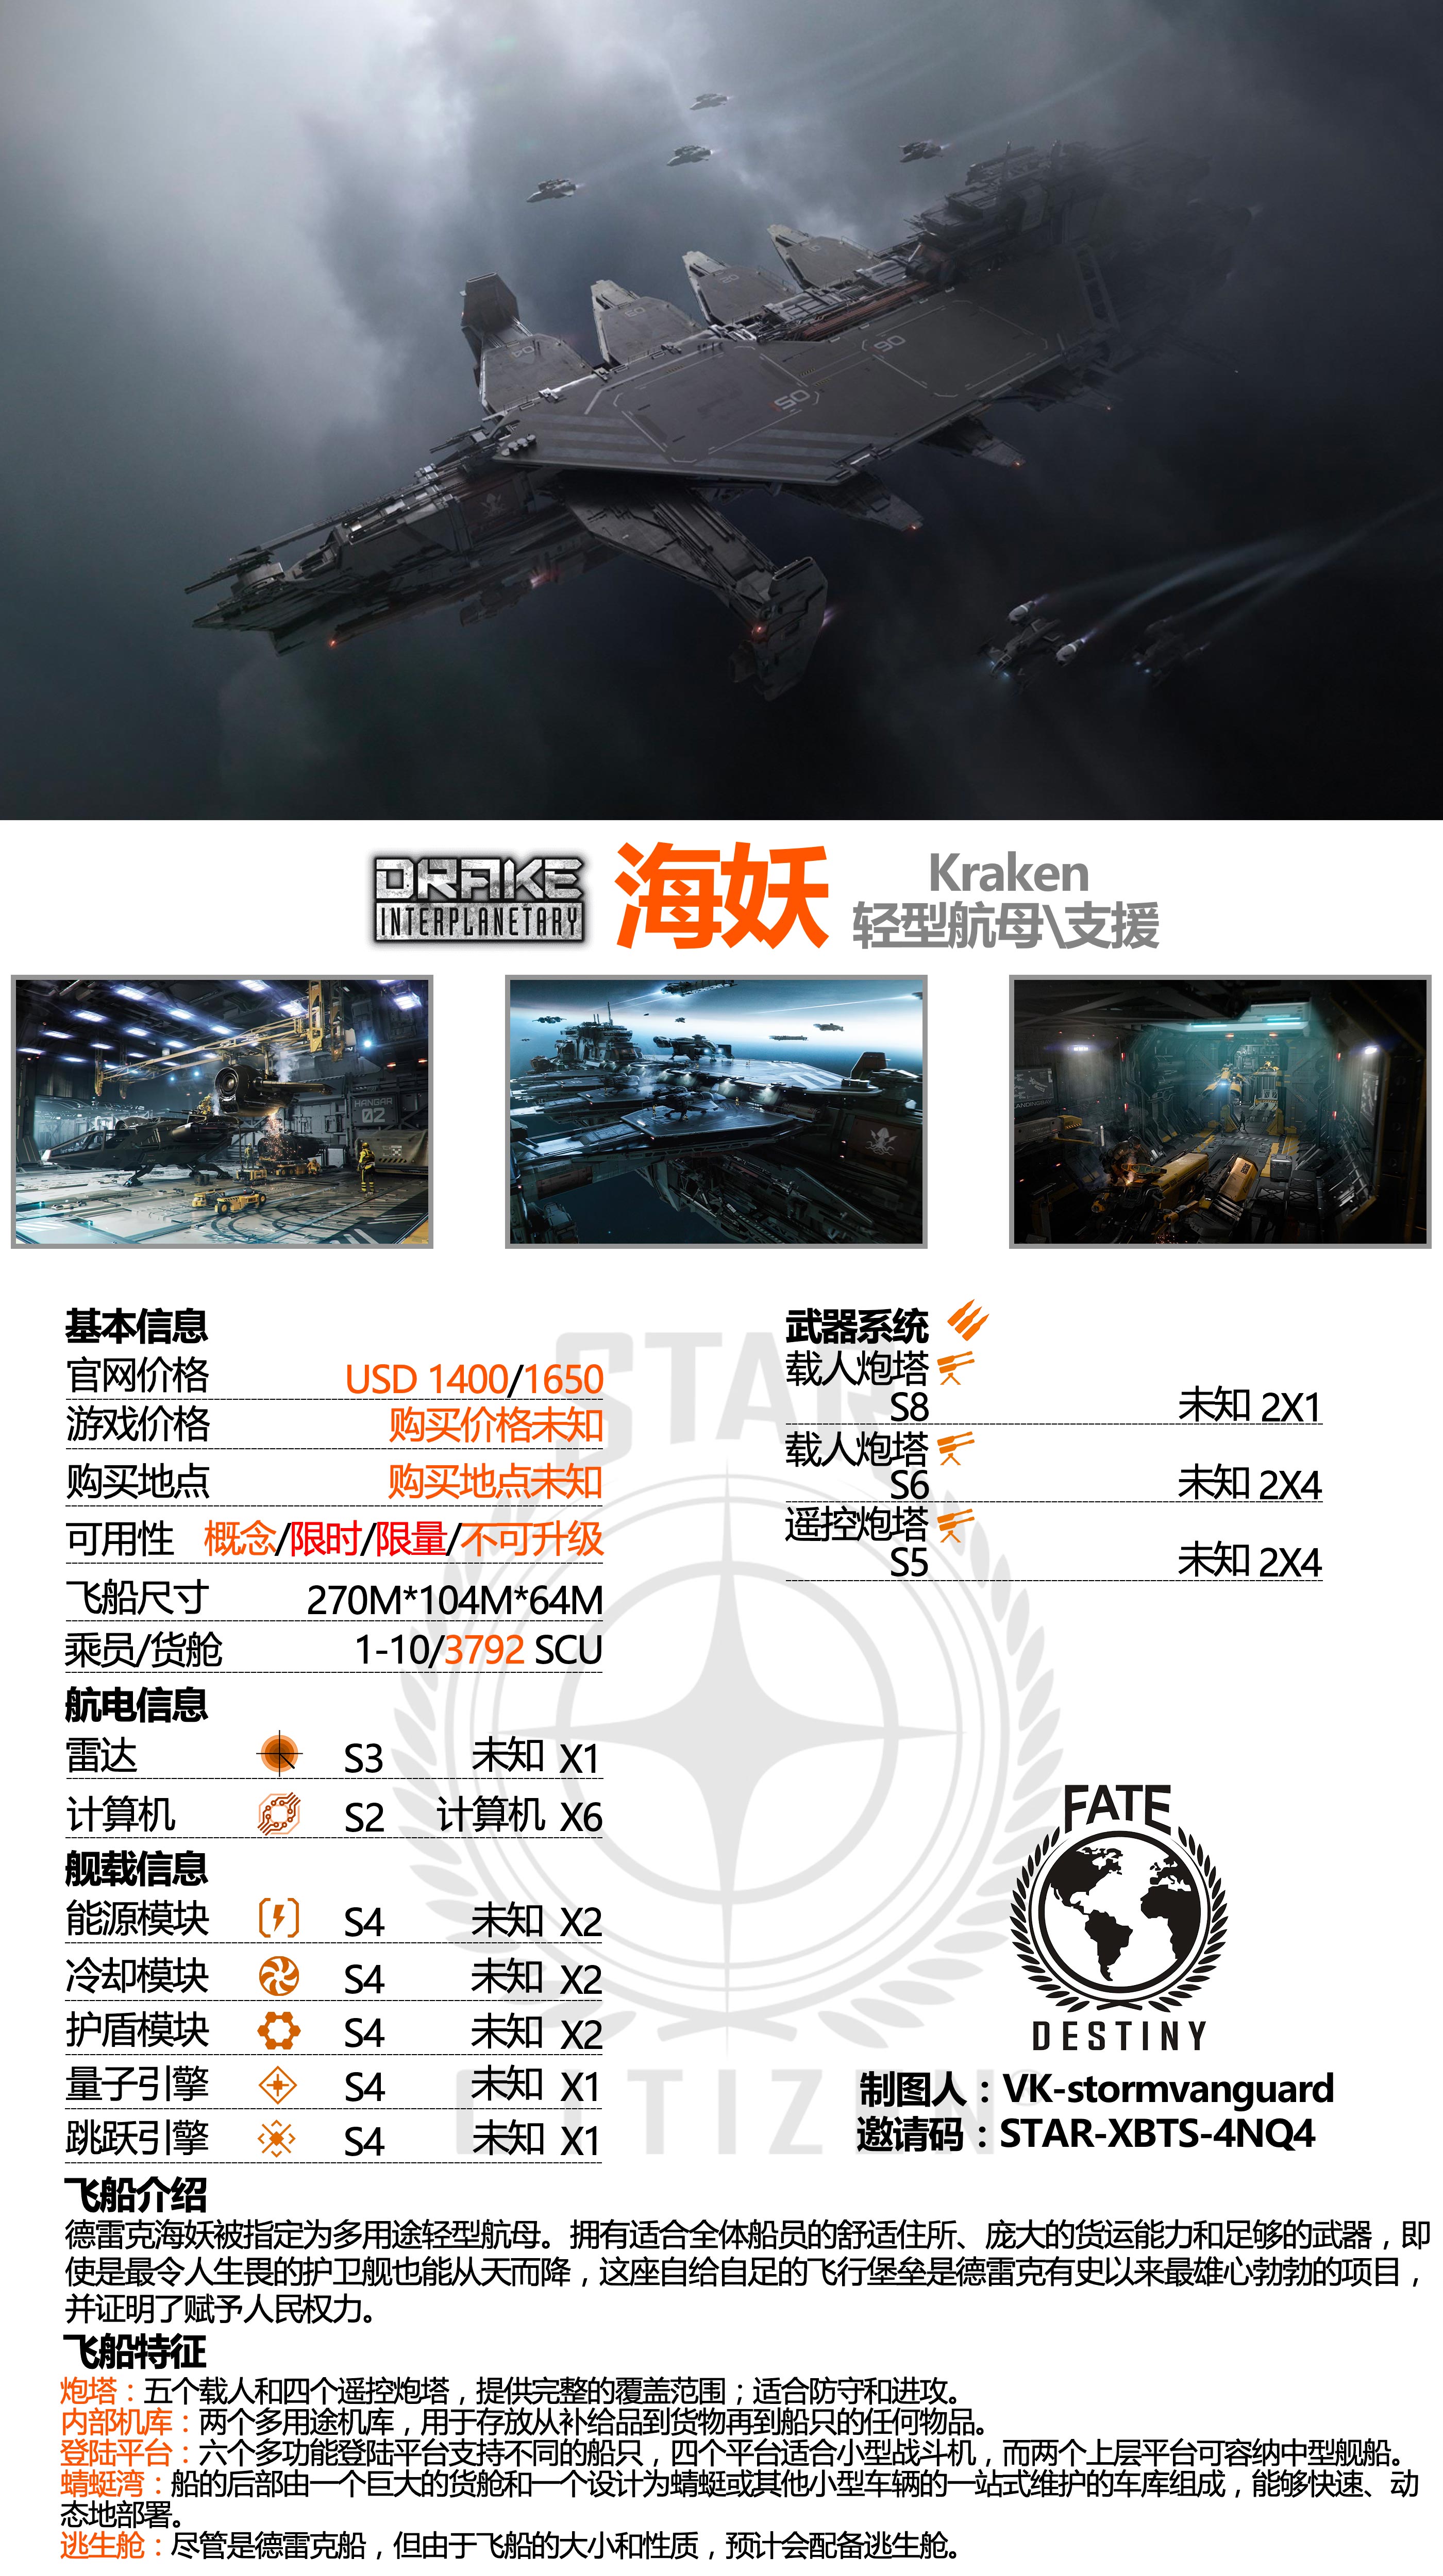 04
03
02
50
06
DRAKE
INTERPLANETARY
海妖
Kraken
轻型航母\支援
HANGAR
02
STAR
CITIZEN
基本信息
官网价格 USD 1400/1650
游戏价格 购买价格未知
购买地点 购买地点未知
可用性 概念/限时/限量/不可升级
飞船尺寸 270M*104M*64M
乘员/货舱 1-10/3792 SCU
航电信息
雷达 S3 未知 X1
计算机 S2 计算机 X6
舰载信息
能源模块 S4 未知 X2
冷却模块 S4 未知 X2
护盾模块 S4 未知 X2
量子引擎 S4 未知 X1
跳跃引擎 S4 未知 X1
武器系统
载人炮塔
S8 未知 2X1
载人炮塔
S6 未知 2X4
遥控炮塔
S5 未知 2X4
FATE
DESTINY
制图人：VK-stormvanguard
邀请码：STAR-XBTS-4NQ4
飞船介绍
德雷克海妖被指定为多用途轻型航母。拥有适合全体船员的舒适住所、庞大的货运能力和足够的武器，即
使是最令人生畏的护卫舰也能从天而降，这座自给自足的飞行堡垒是德雷克有史以来最雄心勃勃的项目，
并证明了赋予人民权力。
飞船特征
炮塔：五个载人和四个遥控炮塔，提供完整的覆盖范围；适合防守和进攻。
内部机库：两个多用途机库，用于存放从补给品到货物再到船只的任何物品。
登陆平台：六个多功能登陆平台支持不同的船只，四个平台适合小型战斗机，而两个上层平台可容纳中型舰船。
蜻蜓湾：船的后部由一个巨大的货舱和一个设计为蜻蜓或其他小型车辆的一站式维护的车库组成，能够快速、动
态地部署。
逃生舱：尽管是德雷克船，但由于飞船的大小和性质，预计会配备逃生舱。